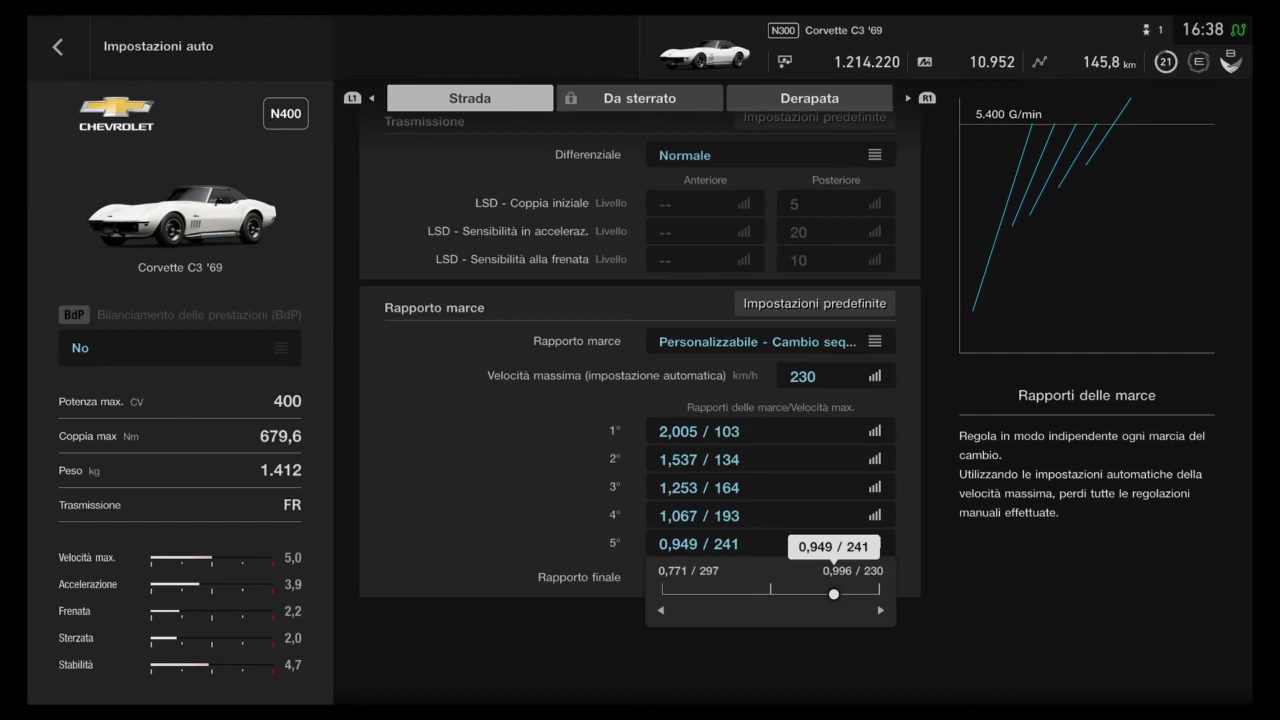 Impostazioni auto
N300 Corvette C3 '69
1 16:38
1.214.220 10.952 145,8 km 21 E B
CHEVROLET
N400
Corvette C3 '69
BdP Bilanciamento delle prestazioni (BdP)
No
Potenza max. CV 400
Coppia max Nm 679,6
Peso kg 1.412
Trasmissione FR
Velocità max. 5,0
Accelerazione 3,9
Frenata 2,2
Sterzata 2,0
Stabilità 4,7
L1 Strada Da sterrato Derapata R1
Trasmissione Impostazioni predefinite
Differenziale Normale
Anteriore Posteriore
LSD - Coppia iniziale Livello -- 5
LSD - Sensibilità in acceleraz. Livello -- 20
LSD - Sensibilità alla frenata Livello -- 10
Rapporto marce Impostazioni predefinite
Rapporto marce Personalizzabile - Cambio seq...
Velocità massima (impostazione automatica) km/h 230
Rapporti delle marce/Velocità max.
1° 2,005 / 103
2° 1,537 / 134
3° 1,253 / 164
4° 1,067 / 193
5° 0,949 / 241
0,949 / 241
Rapporto finale 0,771 / 297 0,996 / 230
5.400 G/min
Rapporti delle marce
Regola in modo indipendente ogni marcia del
cambio.
Utilizzando le impostazioni automatiche della
velocità massima, perdi tutte le regolazioni
manuali effettuate.